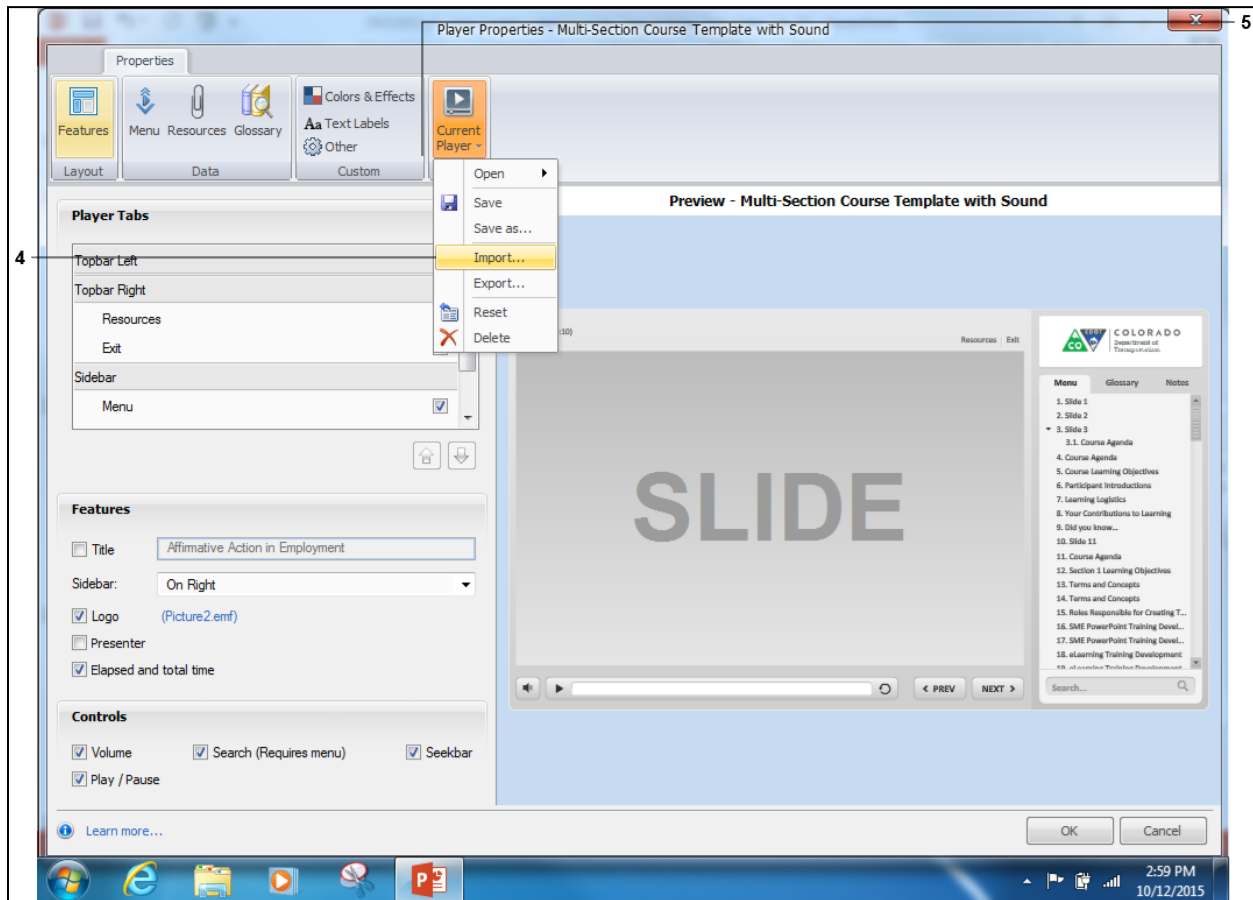 Player Properties - Multi-Section Course Template with Sound
5
Properties
Features
Menu
Resources
Glossary
Colors & Effects
Aa Text Labels
Other
Current
Player
Layout
Data
Custom
Open
Save
Save as...
Import...
Export...
Reset
Delete
4
Player Tabs
Topbar Left
Topbar Right
Resources
Exit
Sidebar
Menu
Features
Title
Affirmative Action in Employment
Sidebar:
On Right
Logo
(Picture2.emf)
Presenter
Elapsed and total time
Controls
Volume
Search (Requires menu)
Seekbar
Play / Pause
Preview - Multi-Section Course Template with Sound
:10)
Resources
Exit
CDOT
CO
COLORADO
Department of
Transportation
Menu
Glossary
Notes
1. Slide 1
2. Slide 2
3. Slide 3
3.1. Course Agenda
4. Course Agenda
5. Course Learning Objectives
6. Participant Introductions
7. Learning Logistics
8. Your Contributions to Learning
9. Did you know...
10. Slide 11
11. Course Agenda
12. Section 1 Learning Objectives
13. Terms and Concepts
14. Terms and Concepts
15. Roles Responsible for Creating T...
16. SME PowerPoint Training Devel...
17. SME PowerPoint Training Devel...
18. eLearning Training Development
19. eLearning Training Development
Search...
SLIDE
< PREV
NEXT >
Learn more...
OK
Cancel
2:59 PM
10/12/2015